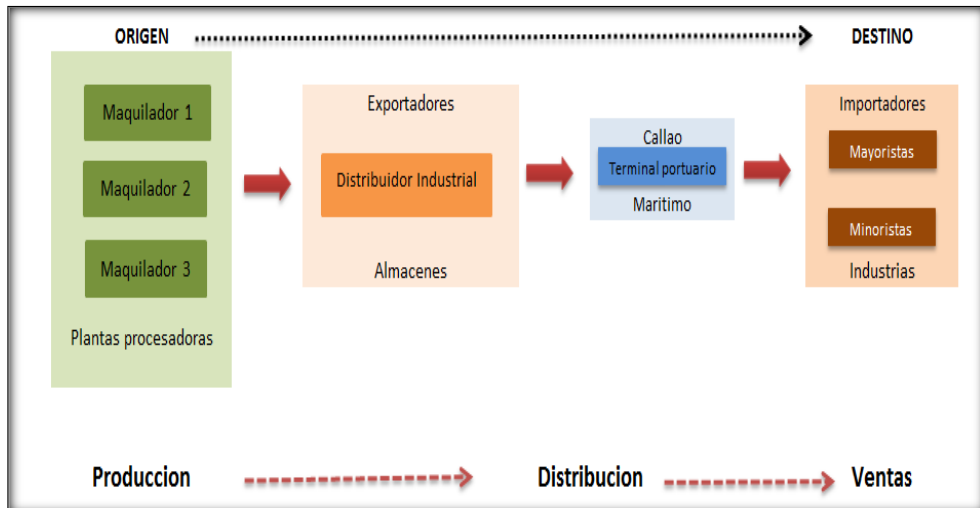 ORIGEN
DESTINO
Maquilador 1
Maquilador 2
Maquilador 3
Plantas procesadoras
Exportadores
Distribuidor Industrial
Almacenes
Callao
Terminal portuario
Maritimo
Importadores
Mayoristas
Minoristas
Industrias
Produccion
Distribucion
Ventas